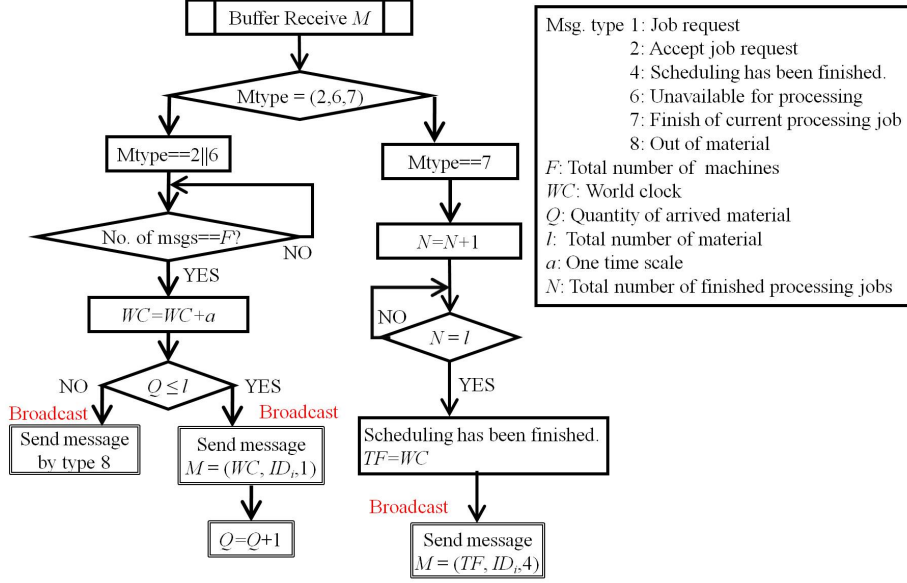 Buffer Receive M
Mtype = (2,6,7)
Mtype==2||6
No. of msgs==F?
NO
YES
WC=WC+a
Q ≤ l
NO
YES
Broadcast
Broadcast
Send message
by type 8
Send message
M = (WC, IDi,1)
Q=Q+1
Mtype==7
N=N+1
NO
N = l
YES
Scheduling has been finished.
TF=WC
Broadcast
Send message
M = (TF, IDi,4)
Msg. type 1: Job request
2: Accept job request
4: Scheduling has been finished.
6: Unavailable for processing
7: Finish of current processing job
8: Out of material
F: Total number of machines
WC: World clock
Q: Quantity of arrived material
l: Total number of material
a: One time scale
N: Total number of finished processing jobs